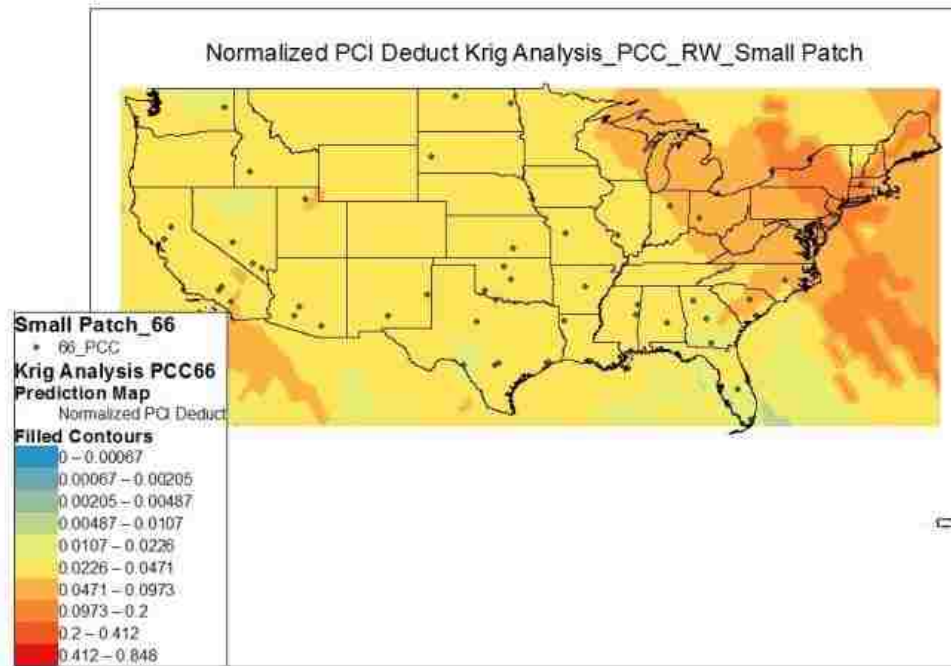 Normalized PCI Deduct Krig Analysis_PCC_RW_Small Patch
Small Patch_66
66_PCC
Krig Analysis PCC66
Prediction Map
Normalized PCI Deduct
Filled Contours
0 – 0.00067
0.00067 – 0.00205
0.00205 – 0.00487
0.00487 – 0.0107
0.0107 – 0.0226
0.0226 – 0.0471
0.0471 – 0.0973
0.0973 – 0.2
0.2 – 0.412
0.412 – 0.848